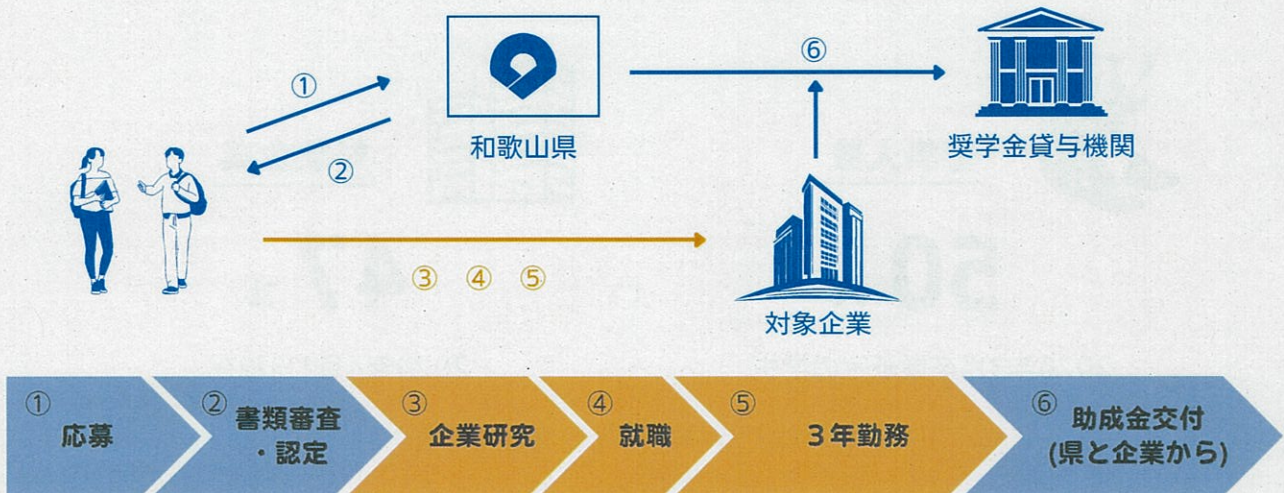 ①
②
和歌山県
⑥
奨学金貸与機関
③ ④ ⑤
対象企業
① 応募
② 書類審査
・認定
③ 企業研究
④ 就職
⑤ 3年勤務
⑥ 助成金交付
(県と企業から)